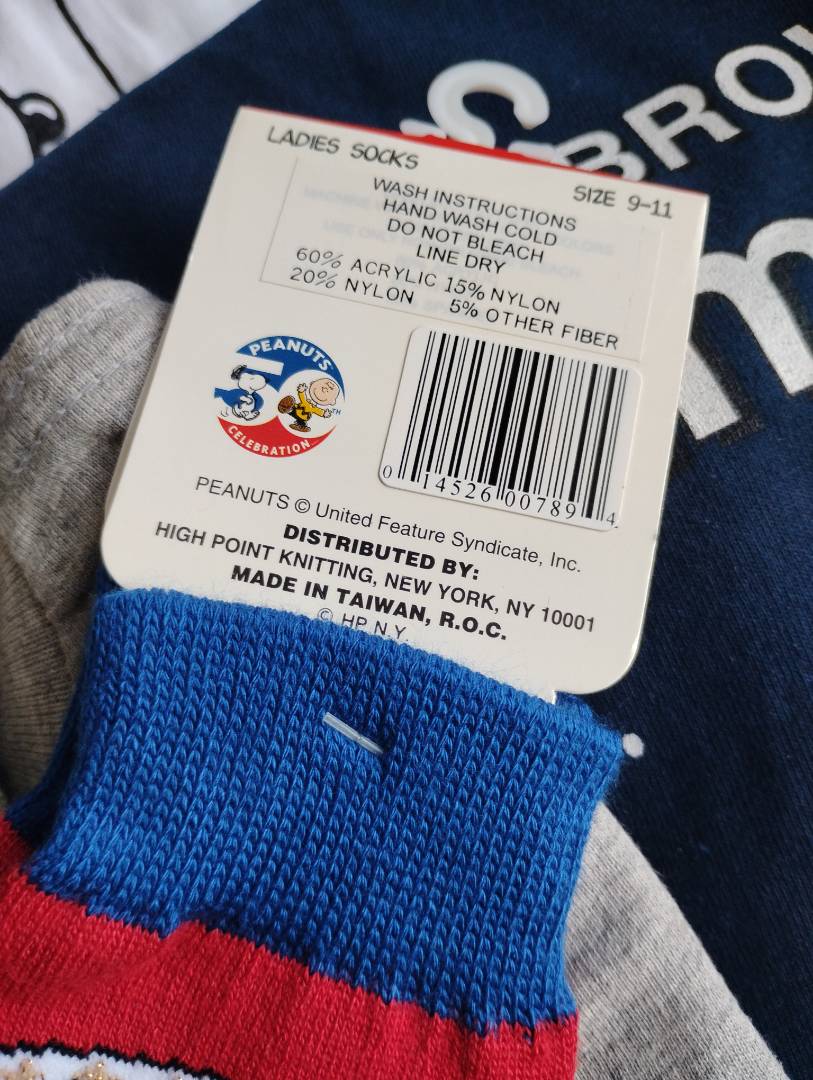 LADIES SOCKS
SIZE 9-11
WASH INSTRUCTIONS
HAND WASH COLD
DO NOT BLEACH
LINE DRY
60% ACRYLIC 15% NYLON
20% NYLON 5% OTHER FIBER
PEANUTS
50
CELEBRATION
TM
0 14526 00789 4
PEANUTS © United Feature Syndicate, Inc.
DISTRIBUTED BY:
HIGH POINT KNITTING, NEW YORK, NY 10001
MADE IN TAIWAN, R.O.C.
© HP N.Y.